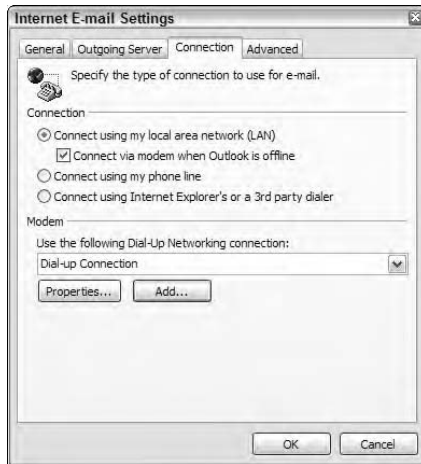 Internet E-mail Settings
General Outgoing Server Connection Advanced
Specify the type of connection to use for e-mail.
Connection
Connect using my local area network (LAN)
Connect via modem when Outlook is offline
Connect using my phone line
Connect using Internet Explorer's or a 3rd party dialer
Modem
Use the following Dial-Up Networking connection:
Dial-up Connection
Properties... Add...
OK Cancel